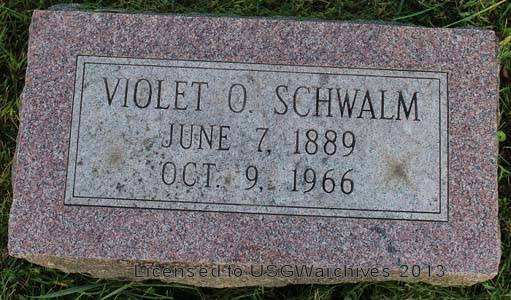 VIOLET O. SCHWALM
JUNE 7, 1889
OCT. 9, 1966
Licensed to USGWarchives 2013